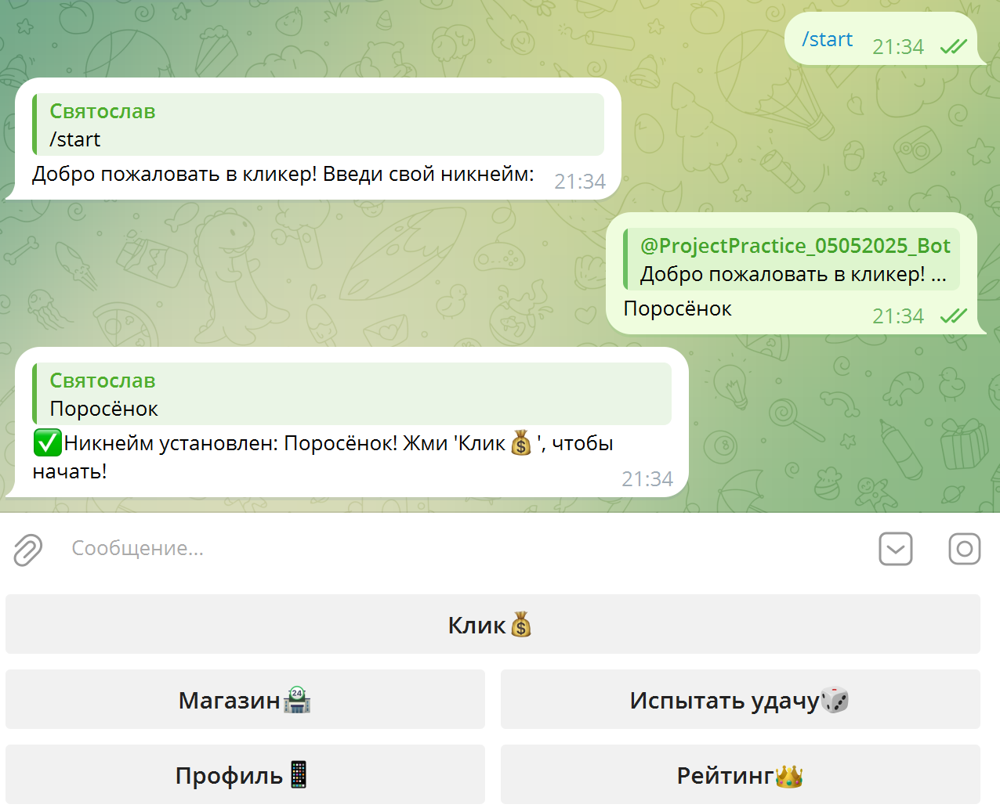 /start
21:34
Святослав
/start
Добро пожаловать в кликер! Введи свой никнейм:
21:34
@ProjectPractice_05052025_Bot
Добро пожаловать в кликер! ...
Поросёнок
21:34
Святослав
Поросёнок
✅Никнейм установлен: Поросёнок! Жми 'Клик💰', чтобы
начать!
21:34
Сообщение...
Клик💰
Магазин🏪
Испытать удачу🎲
Профиль📱
Рейтинг👑